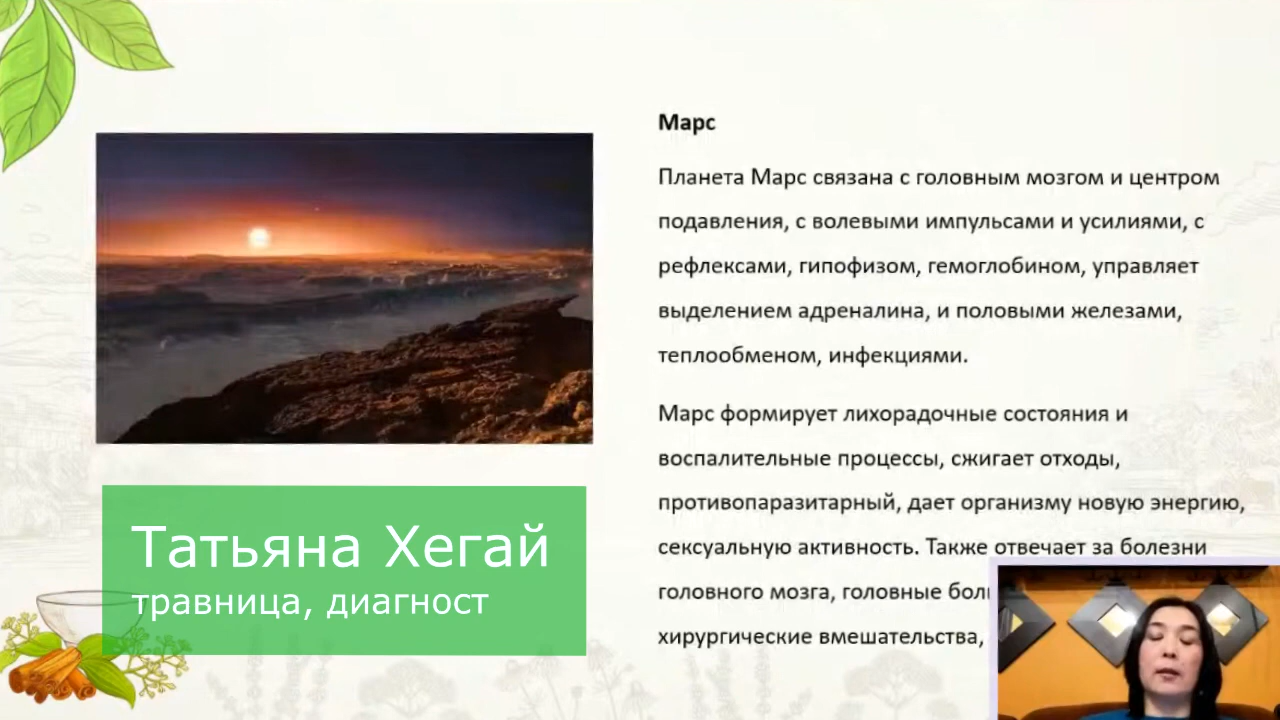 Марс
Планета Марс связана с головным мозгом и центром
подавления, с волевыми импульсами и усилиями, с
рефлексами, гипофизом, гемоглобином, управляет
выделением адреналина, и половыми железами,
теплообменом, инфекциями.
Марс формирует лихорадочные состояния и
воспалительные процессы, сжигает отходы,
противопаразитарный, дает организму новую энергию,
сексуальную активность. Также отвечает за болезни
головного мозга, головные
хирургические вмешательства,
Татьяна Хегай
травница, диагност